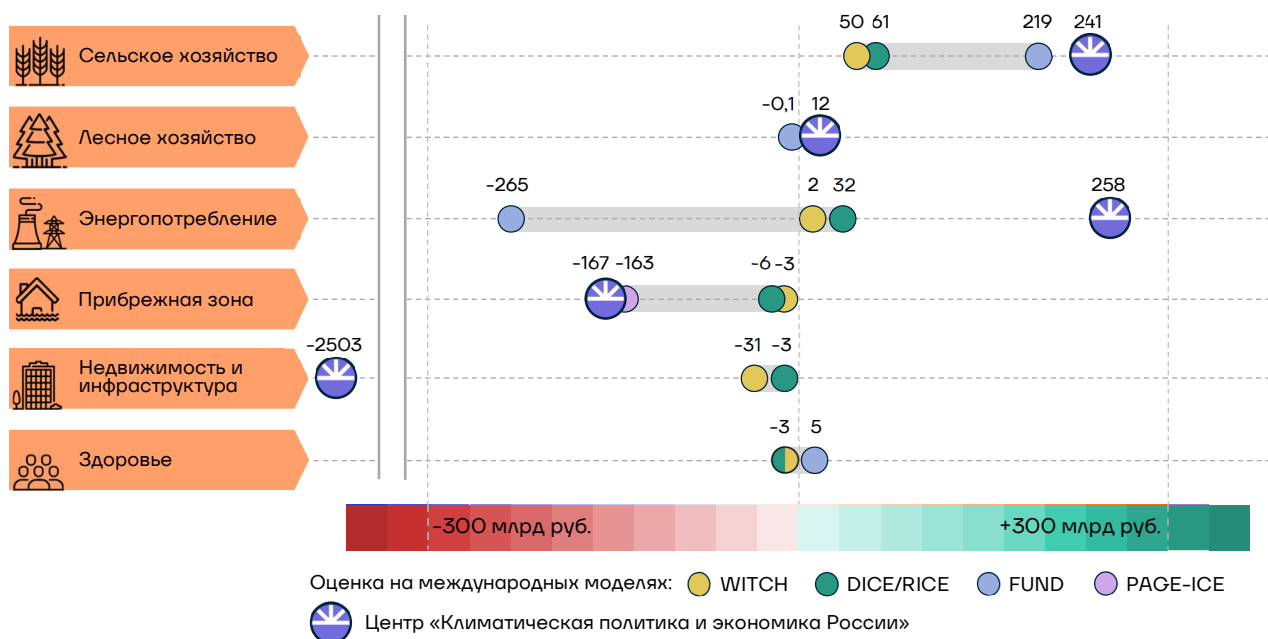 50 61 219 241
Сельское хозяйство
-0,1 12
Лесное хозяйство
-265 2 32 258
Энергопотребление
-167 -163 -6 -3
Прибрежная зона
-2503 -31 -3
Недвижимость и
инфраструктура
-3 5
Здоровье
-300 млрд руб. +300 млрд руб.
Оценка на международных моделях: WITCH DICE/RICE FUND PAGE-ICE
Центр «Климатическая политика и экономика России»